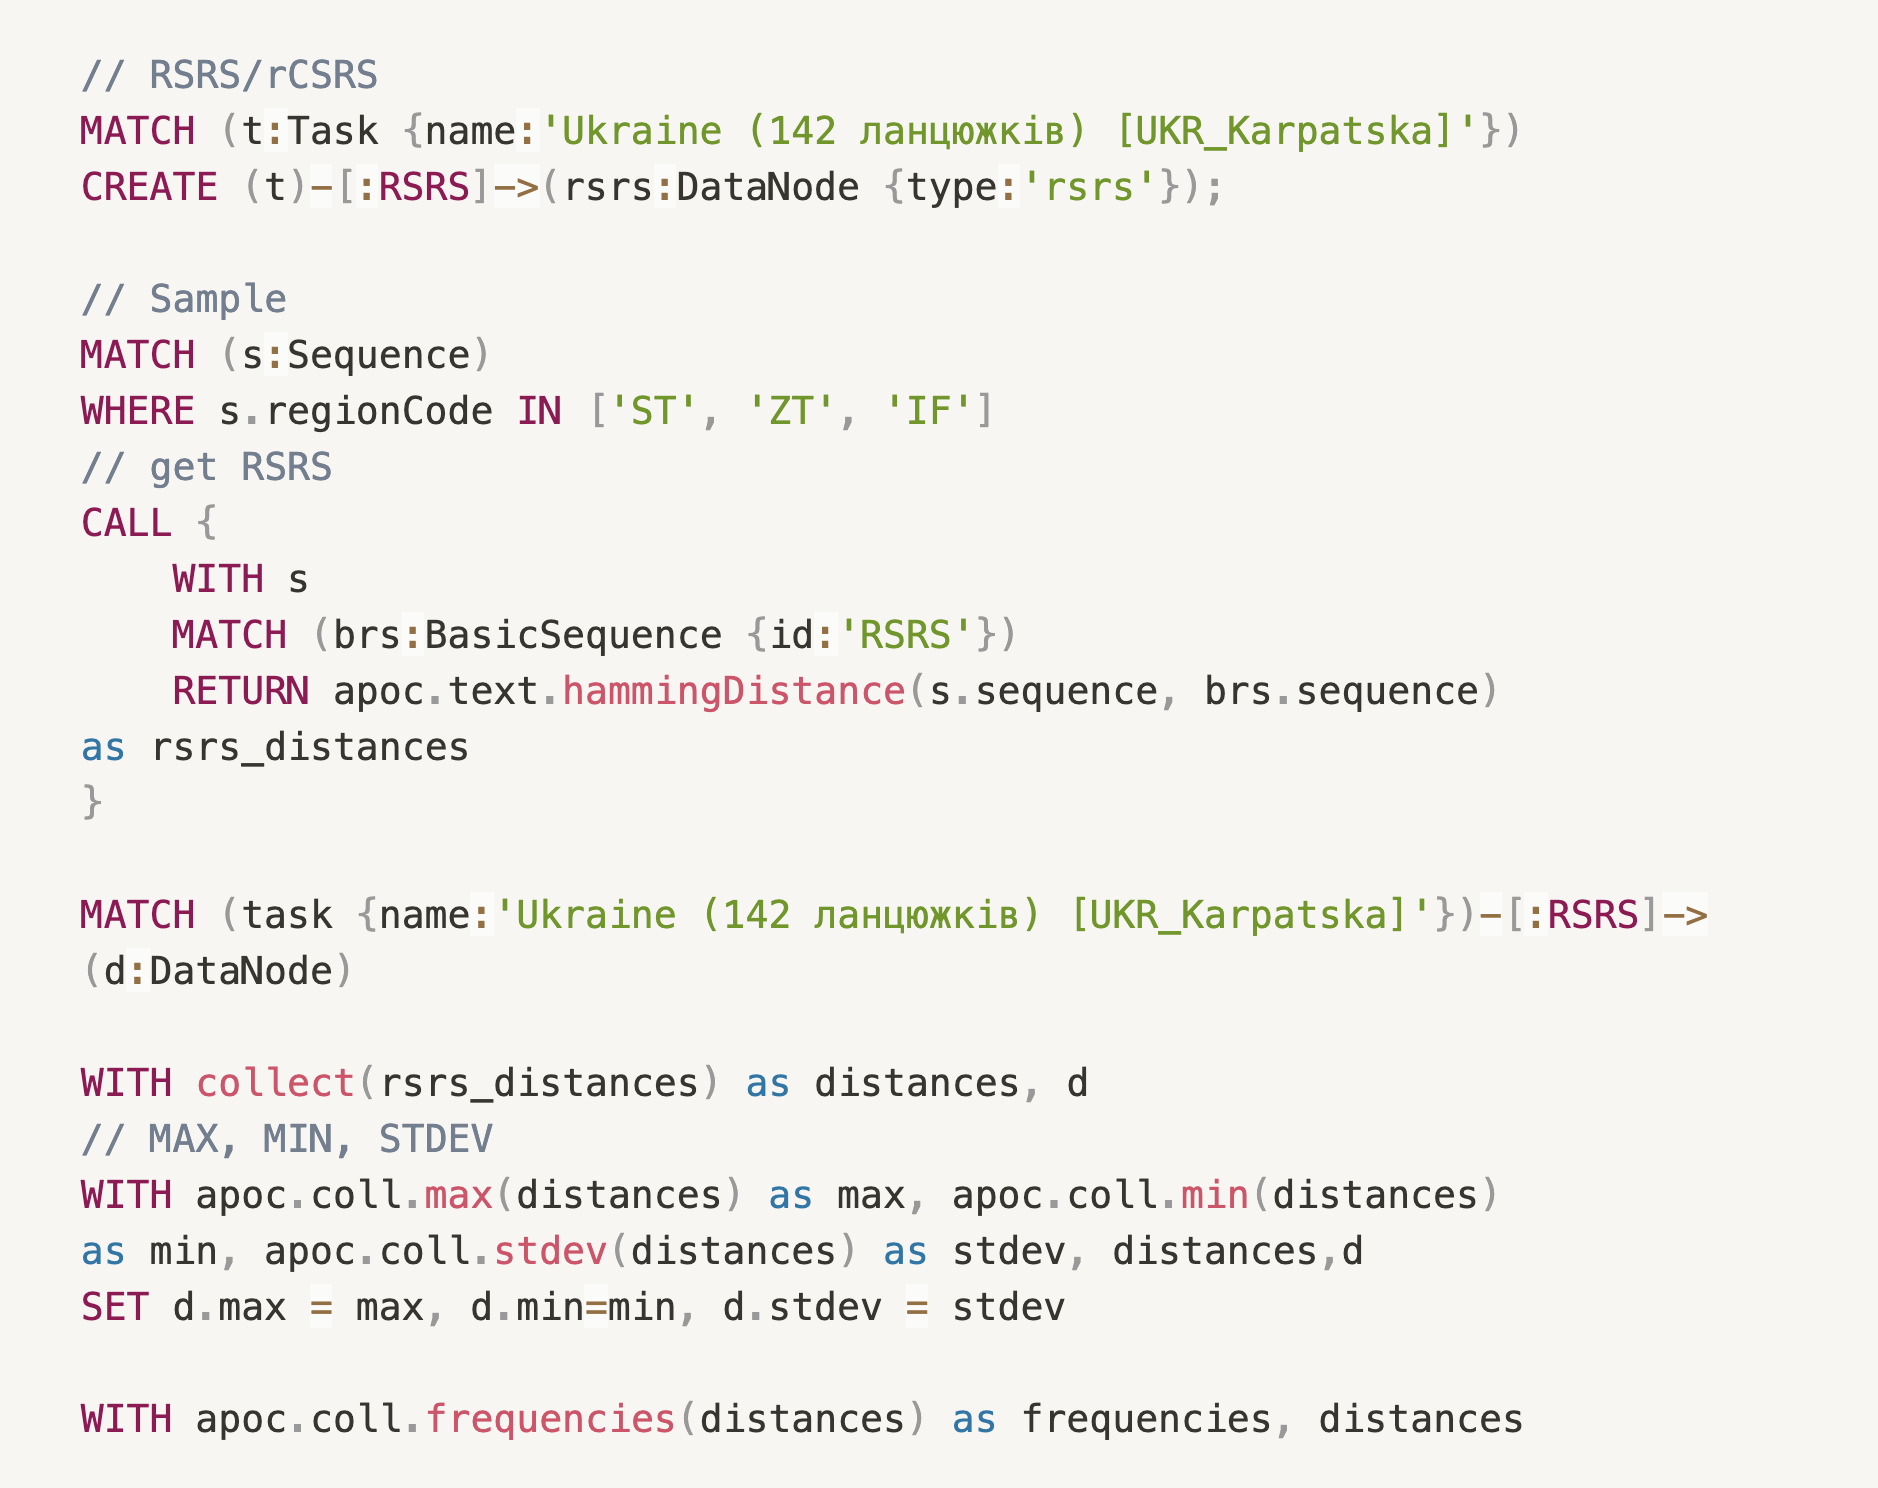 // RSRS/rCSRS
MATCH (t:Task {name:'Ukraine (142 ланцюжків) [UKR_Karpatska]'})
CREATE (t)-[:RSRS]->(rsrs:DataNode {type:'rsrs'});
// Sample
MATCH (s:Sequence)
WHERE s.regionCode IN ['ST', 'ZT', 'IF']
// get RSRS
CALL {
    WITH s
    MATCH (brs:BasicSequence {id:'RSRS'})
    RETURN apoc.text.hammingDistance(s.sequence, brs.sequence)
as rsrs_distances
}
MATCH (task {name:'Ukraine (142 ланцюжків) [UKR_Karpatska]'})-[:RSRS]->
(d:DataNode)
WITH collect(rsrs_distances) as distances, d
// MAX, MIN, STDEV
WITH apoc.coll.max(distances) as max, apoc.coll.min(distances)
as min, apoc.coll.stdev(distances) as stdev, distances,d
SET d.max = max, d.min=min, d.stdev = stdev
WITH apoc.coll.frequencies(distances) as frequencies, distances